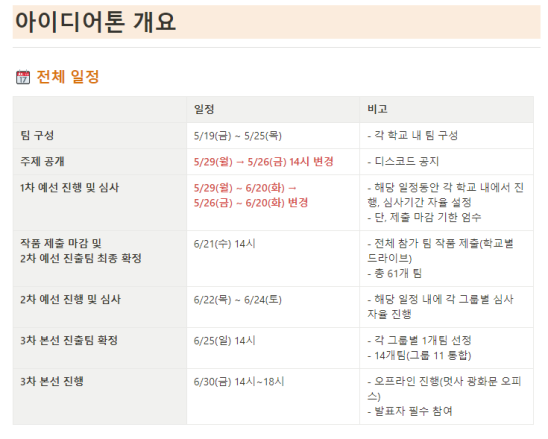 아이디어톤 개요
전체 일정
일정 비고
팀 구성 5/19(금) ~ 5/25(목) - 각 학교 내 팀 구성
주제 공개 5/29(월) → 5/26(금) 14시 변경 - 디스코드 공지
1차 예선 진행 및 심사 5/29(월) ~ 6/20(화) → - 해당 일정동안 각 학교 내에서 진
5/26(금) ~ 6/20(화) 변경 행, 심사기간 자율 설정
- 단, 제출 마감 기한 엄수
작품 제출 마감 및 6/21(수) 14시 - 전체 참가 팀 작품 제출(학교별
2차 예선 진출팀 최종 확정 드라이브)
- 총 61개 팀
2차 예선 진행 및 심사 6/22(목) ~ 6/24(토) - 해당 일정 내에 각 그룹별 심사
자율 진행
3차 본선 진출팀 확정 6/25(일) 14시 - 각 그룹별 1개팀 선정
- 14개팀(그룹 11 통합)
3차 본선 진행 6/30(금) 14시~18시 - 오프라인 진행(멋사 광화문 오피
스)
- 발표자 필수 참여